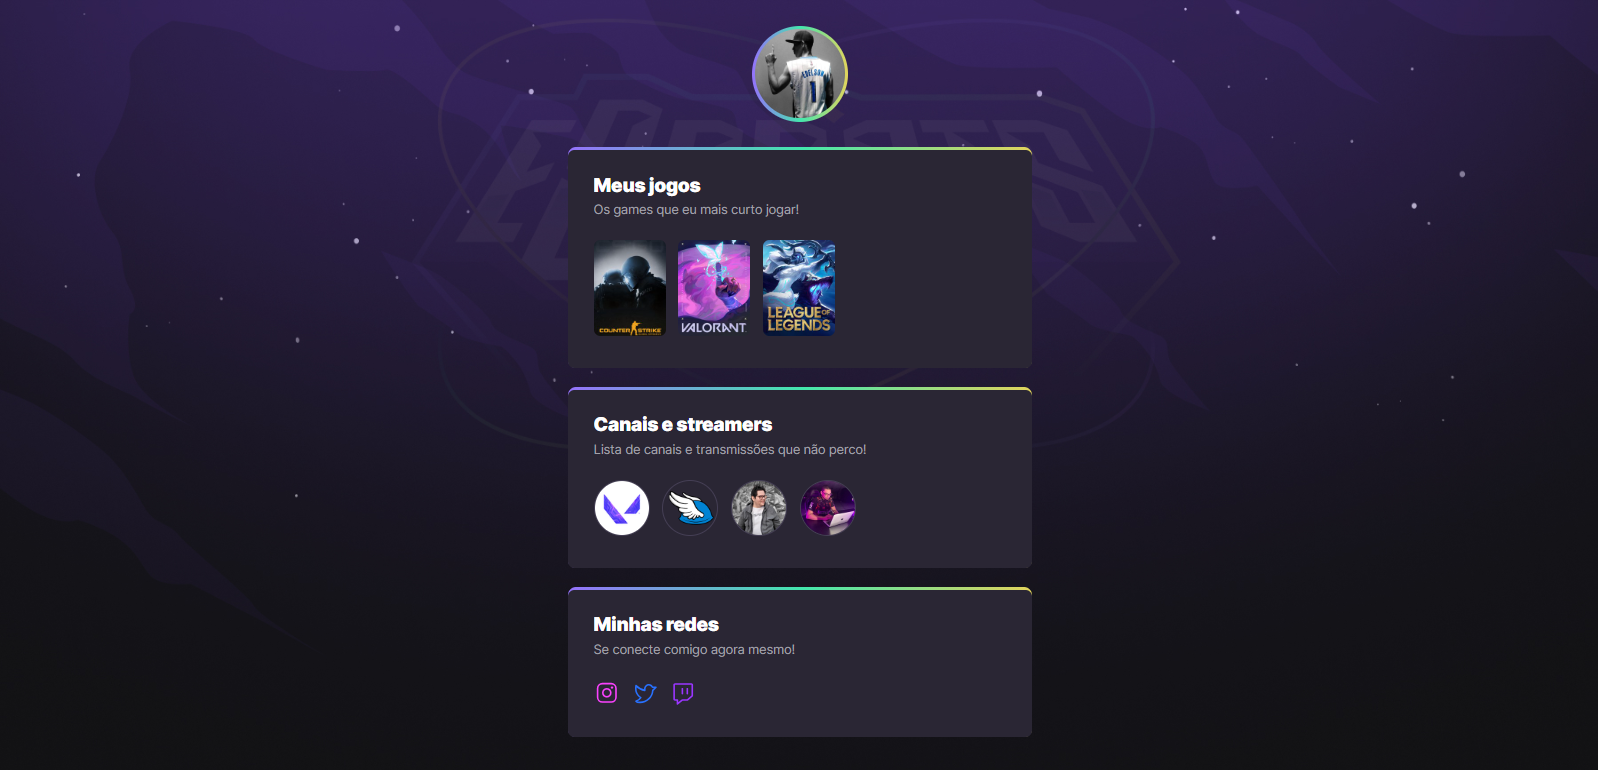 1
Meus jogos
Os games que eu mais curto jogar!
COUNTER STRIKE
VALORANT
LEAGUE OF
LEGENDS
Canais e streamers
Lista de canais e transmissões que não perco!
Minhas redes
Se conecte comigo agora mesmo!